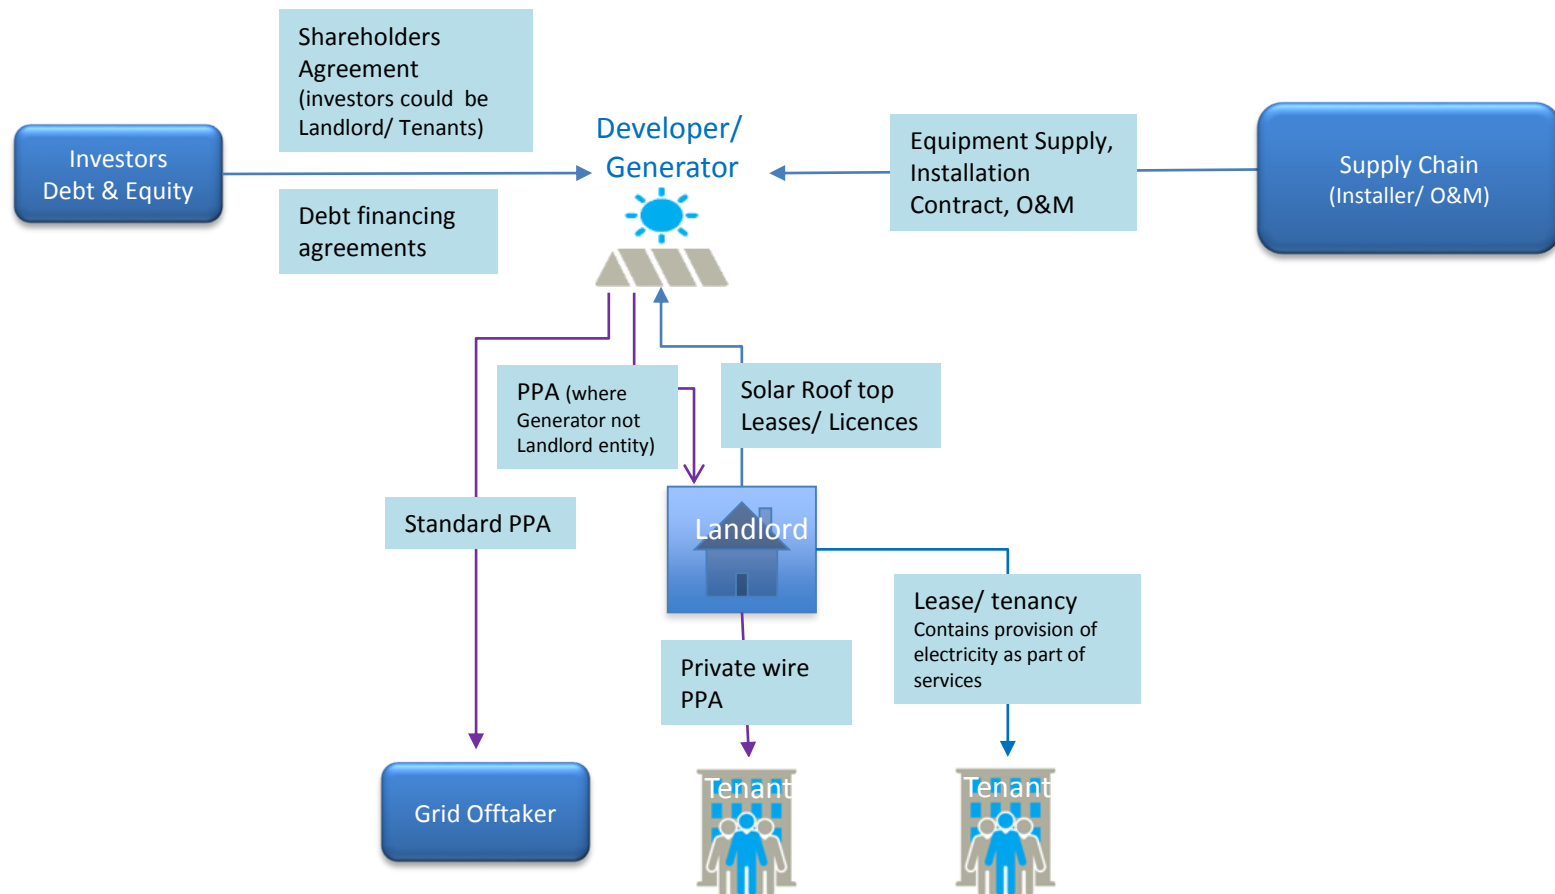 Shareholders
Agreement
(investors could  be
Landlord/ Tenants)
Investors
Debt & Equity
Debt financing
agreements
Developer/
Generator
Equipment Supply,
Installation
Contract, O&M
Supply Chain
(Installer/ O&M)
PPA (where
Generator not
Landlord entity)
Solar Roof top
Leases/ Licences
Standard PPA
Landlord
Lease/ tenancy
Contains provision of
electricity as part of
services
Private wire
PPA
Grid Offtaker
Tenant
Tenant